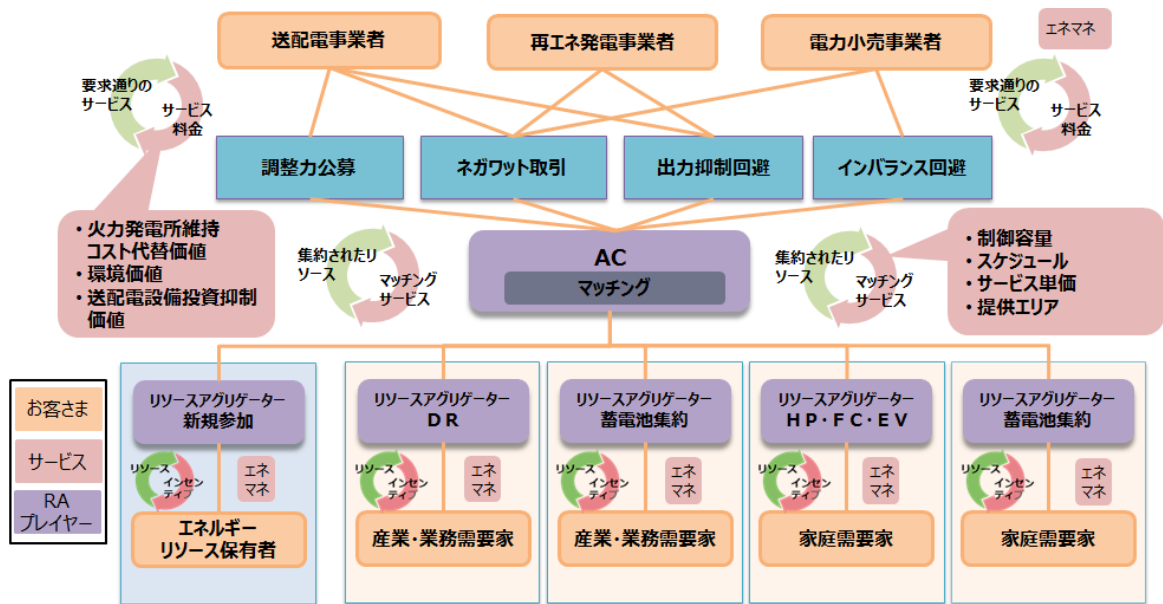 送配電事業者
再エネ発電事業者
電力小売事業者
エネマネ
要求通りの
サービス
サービス
料金
要求通りの
サービス
サービス
料金
調整力公募
ネガワット取引
出力抑制回避
インバランス回避
・火力発電所維持
コスト代替価値
・環境価値
・送配電設備投資抑制
価値
集約されたリ
ソース
マッチング
サービス
AC
マッチング
集約されたリ
ソース
マッチング
サービス
・制御容量
・スケジュール
・サービス単価
・提供エリア
お客さま
サービス
RA
プレイヤー
リソースアグリゲーター
新規参加
リソース
インセン
ティブ
エネ
マネ
エネルギー
リソース保有者
リソースアグリゲーター
DR
リソース
インセン
ティブ
エネ
マネ
産業・業務需要家
リソースアグリゲーター
蓄電池集約
リソース
インセン
ティブ
エネ
マネ
産業・業務需要家
リソースアグリゲーター
HP・FC・EV
リソース
インセン
ティブ
エネ
マネ
家庭需要家
リソースアグリゲーター
蓄電池集約
リソース
インセン
ティブ
エネ
マネ
家庭需要家